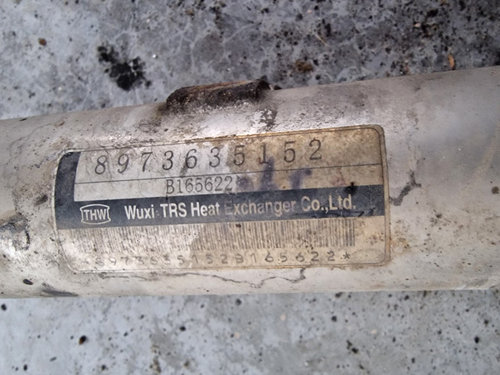 8973635152
B165622
THW Wuxi TRS Heat Exchanger Co.,Ltd.